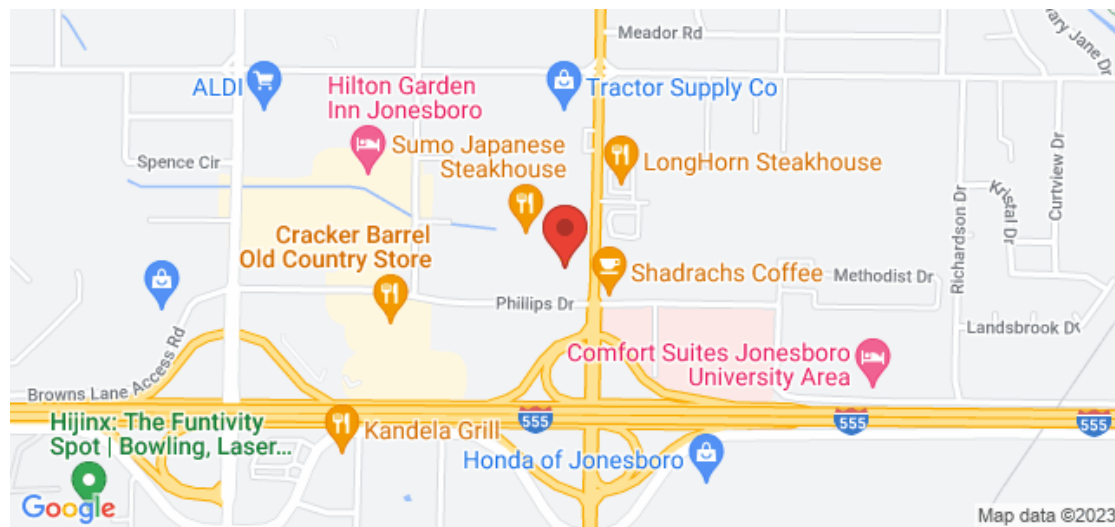 Meador Rd
ary Jane Dr
ALDI
Hilton Garden
Inn Jonesboro
Tractor Supply Co
Sumo Japanese
Steakhouse
Spence Cir
LongHorn Steakhouse
Richardson Dr
Kristal Dr
Curtview Dr
Cracker Barrel
Old Country Store
Shadrachs Coffee
Methodist Dr
Phillips Dr
Landsbrook D
Comfort Suites Jonesboro
University Area
Browns Lane Access Rd
555
555
555
Hijinx: The Funtivity
Spot | Bowling, Laser...
Kandela Grill
Honda of Jonesboro
Google
Map data ©2023